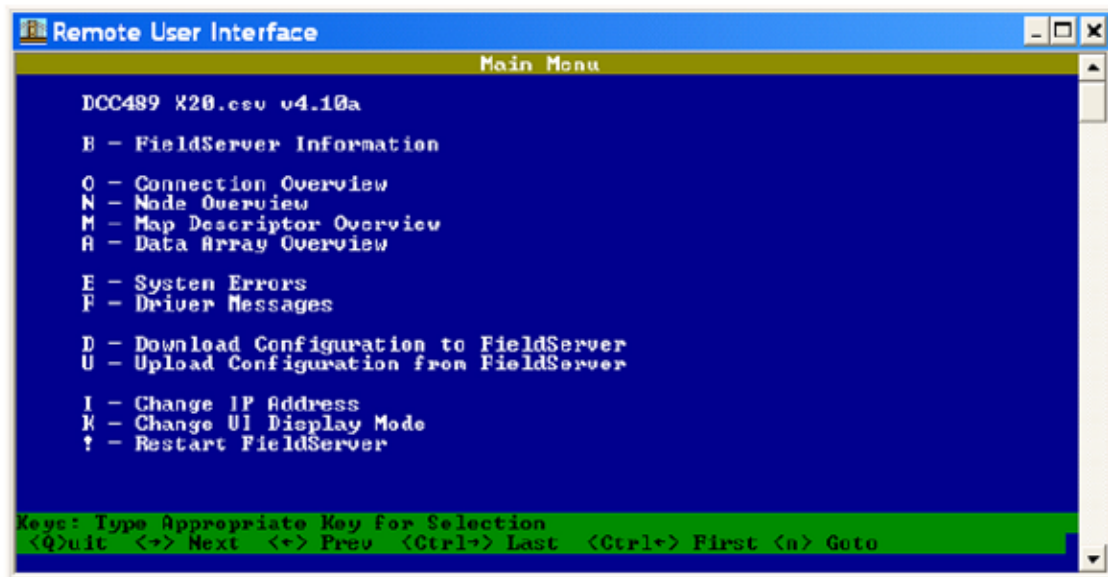 Remote User Interface
Main Menu
DCC489 X20.csv v4.10a
B - FieldServer Information
O - Connection Overview
N - Node Overview
M - Map Descriptor Overview
A - Data Array Overview
E - System Errors
F - Driver Messages
D - Download Configuration to FieldServer
U - Upload Configuration from FieldServer
I - Change IP Address
K - Change UI Display Mode
! - Restart FieldServer
Keys: Type Appropriate Key for Selection
<Q>uit <→> Next <←> Prev <Ctrl→> Last <Ctrl←> First <n> Goto